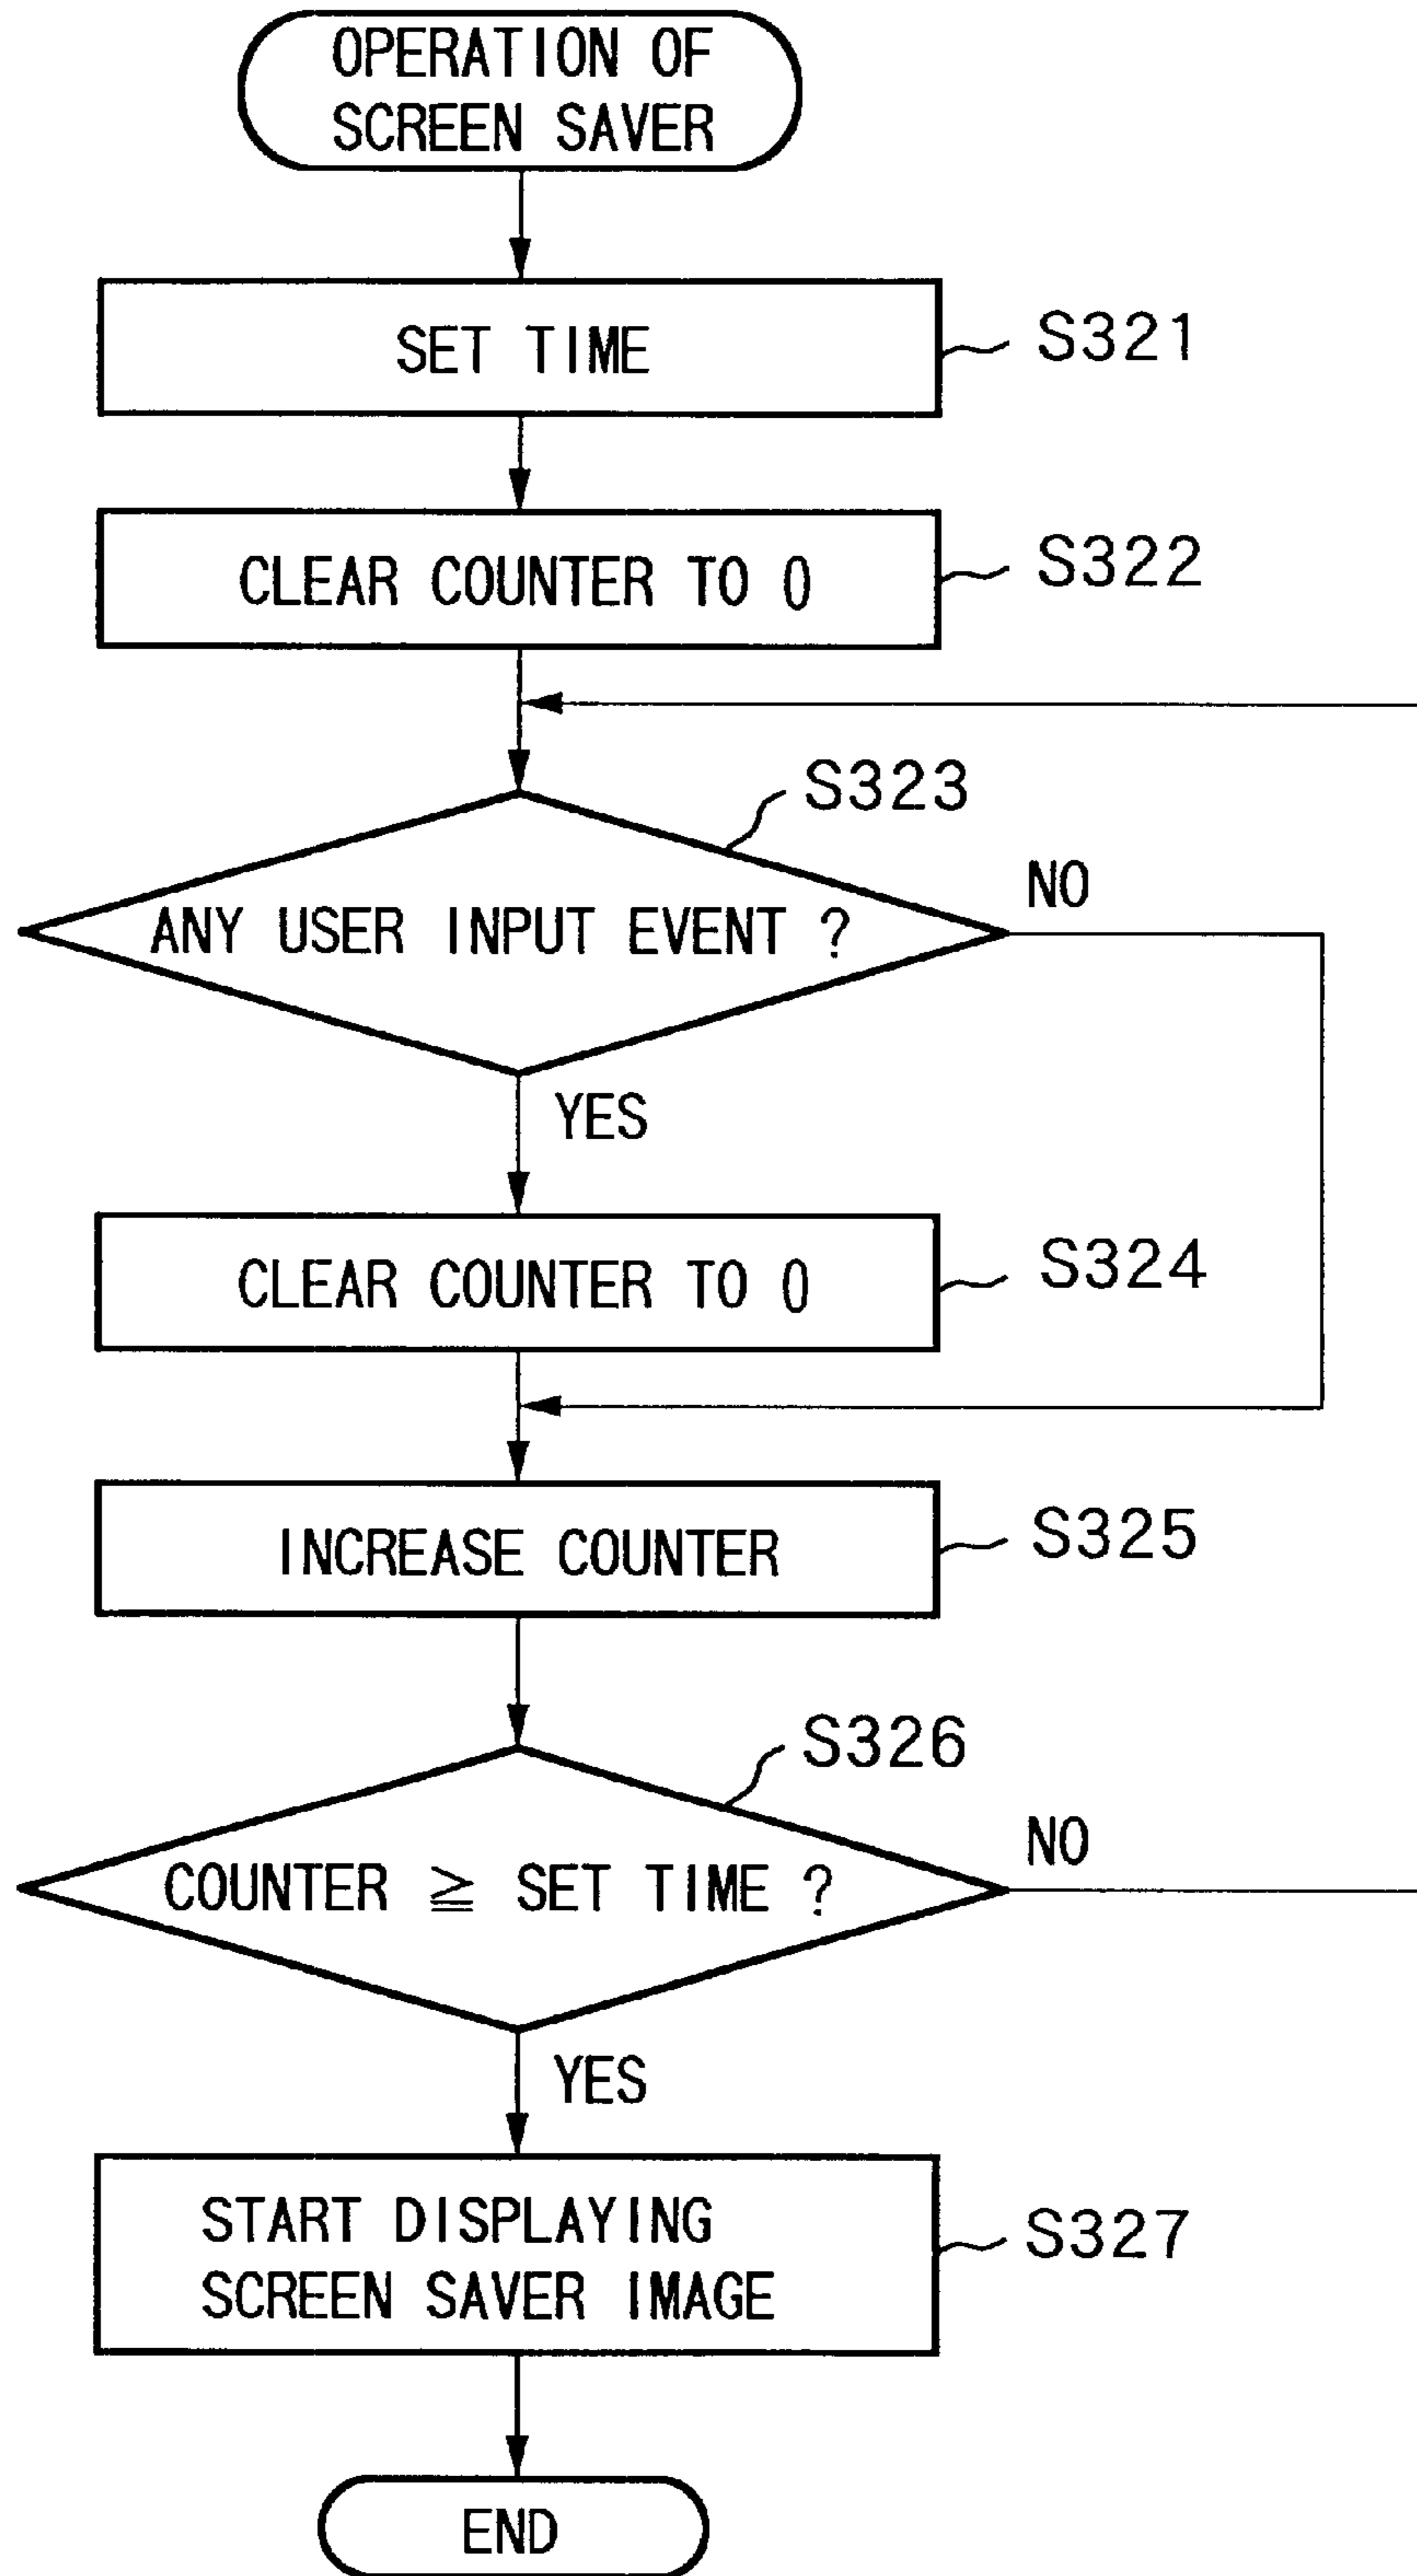 OPERATION OF
SCREEN SAVER
SET TIME
S321
CLEAR COUNTER TO 0
S322
S323
ANY USER INPUT EVENT ?
NO
YES
CLEAR COUNTER TO 0
S324
INCREASE COUNTER
S325
S326
COUNTER ≧ SET TIME ?
NO
YES
START DISPLAYING
SCREEN SAVER IMAGE
S327
END